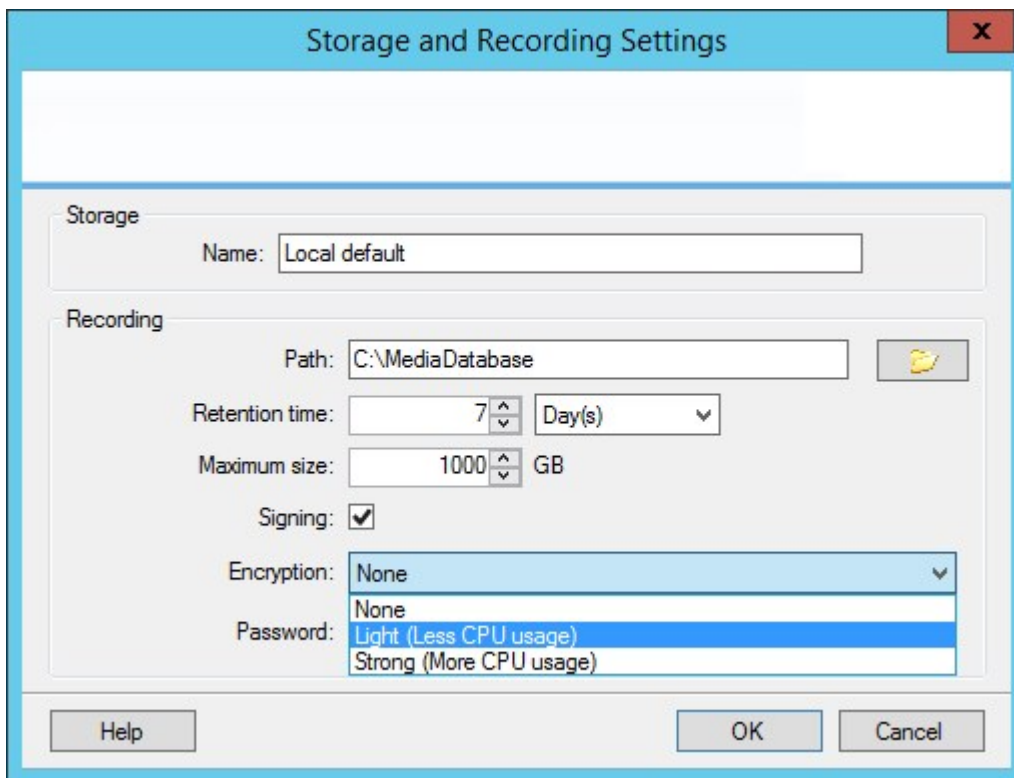 Storage and Recording Settings
x
Storage
Name: Local default
Recording
Path: C:\MediaDatabase
Retention time: 7 Day(s)
Maximum size: 1000 GB
Signing:
Encryption: None
None
Password: Light (Less CPU usage)
Strong (More CPU usage)
Help OK Cancel